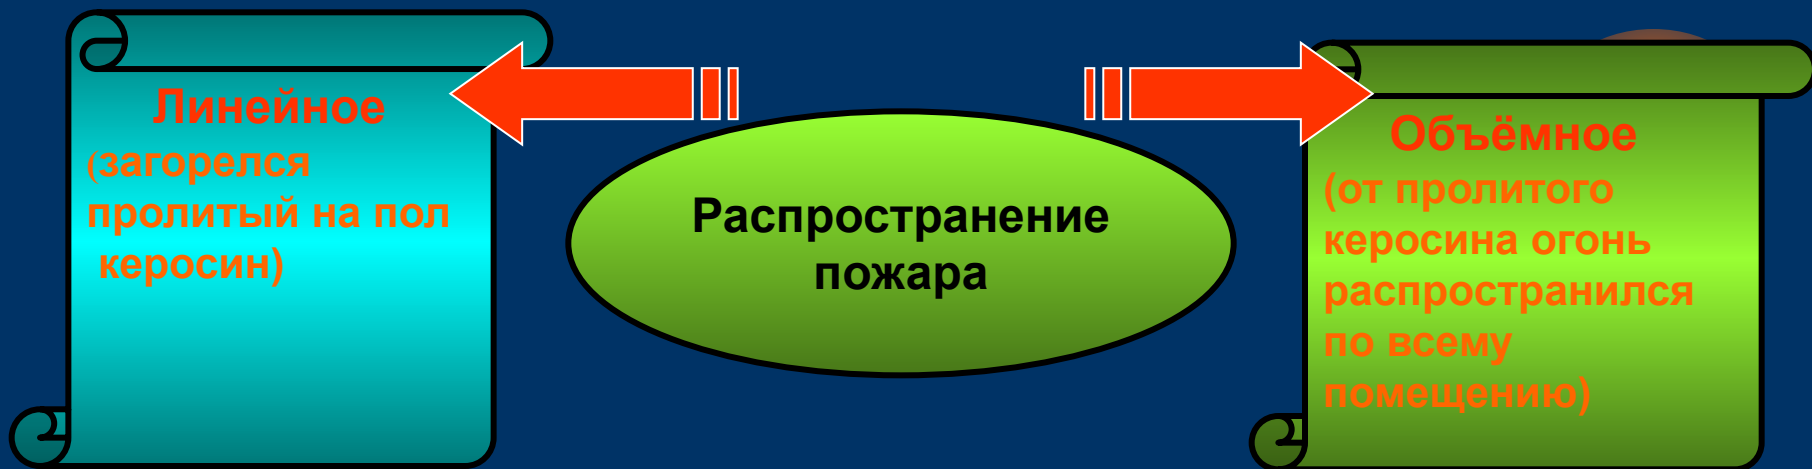 Линейное
(загорелся
пролитый на пол
керосин)
Распространение
пожара
Объёмное
(от пролитого
керосина огонь
распространился
по всему
помещению)